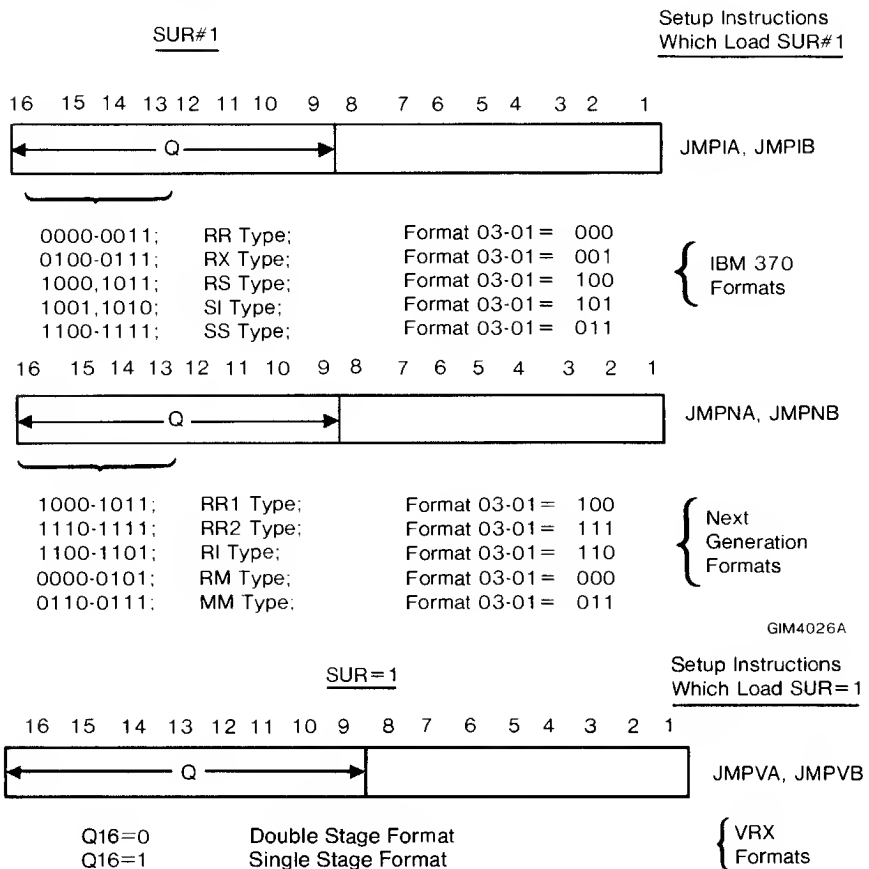 SUR#1
Setup Instructions
Which Load SUR#1
16 15 14 13 12 11 10 9 8 7 6 5 4 3 2 1
Q
JMPIA, JMPIB
0000-0011; RR Type; Format 03-01 = 000
0100-0111; RX Type; Format 03-01 = 001
1000,1011; RS Type; Format 03-01 = 100
1001,1010; SI Type; Format 03-01 = 101
1100-1111; SS Type; Format 03-01 = 011
IBM 370
Formats
16 15 14 13 12 11 10 9 8 7 6 5 4 3 2 1
Q
JMPNA, JMPNB
1000-1011; RR1 Type; Format 03-01 = 100
1110-1111; RR2 Type; Format 03-01 = 111
1100-1101; RI Type; Format 03-01 = 110
0000-0101; RM Type; Format 03-01 = 000
0110-0111; MM Type; Format 03-01 = 011
Next
Generation
Formats
GIM4026A
SUR=1
Setup Instructions
Which Load SUR=1
16 15 14 13 12 11 10 9 8 7 6 5 4 3 2 1
Q
JMPVA, JMPVB
Q16=0 Double Stage Format
Q16=1 Single Stage Format
VRX
Formats